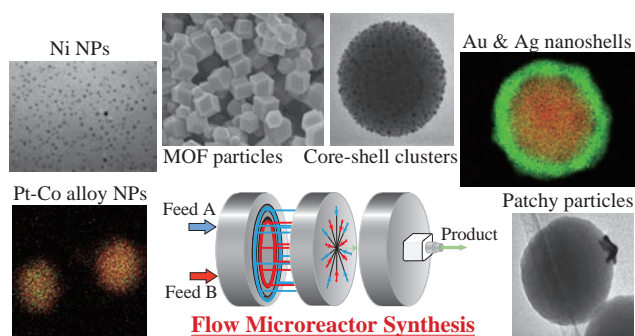 Ni NPs
Au & Ag nanoshells
MOF particles
Core-shell clusters
Pt-Co alloy NPs
Patchy particles
Feed A
Product
Feed B
Flow Microreactor Synthesis